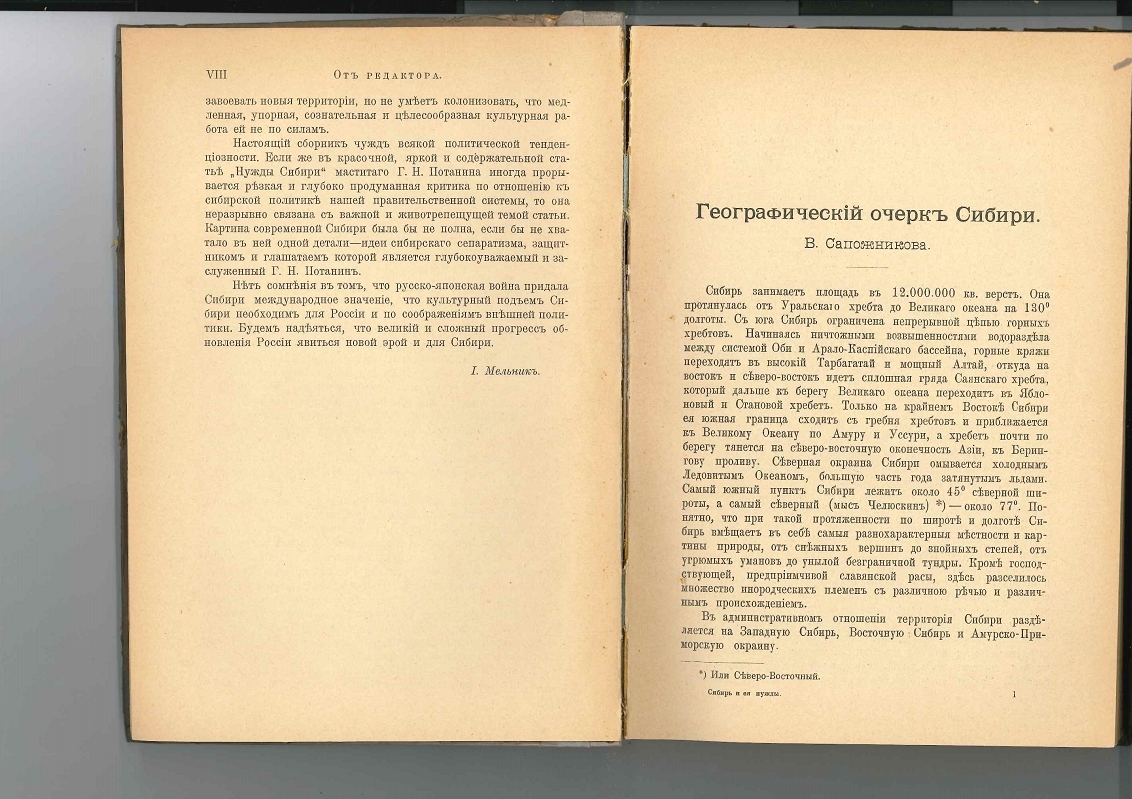 VIII
Отъ редактора.
завоевать новыя территоріи, но не умѣетъ колонизовать, что мед-
ленная, упорная, сознательная и цѣлесообразная культурная ра-
бота ей не по силамъ.
Настоящій сборникъ чуждъ всякой политической тенден-
ціозности. Если же въ красочной, яркой и содержательной ста-
тьѣ „Нужды Сибири“ маститаго Г. Н. Потанина иногда проры-
вается рѣзкая и глубоко продуманная критика по отношенію къ
сибирской политикѣ нашей правительственной системы, то она
неразрывно связана съ важной и животрепещущей темой статьи.
Картина современной Сибири была бы не полна, если бы не хва-
тало въ ней одной детали—идеи сибирскаго сепаратизма, защит-
никомъ и глашатаемъ которой является глубокоуважаемый и за-
служенный Г. Н. Потанинъ.
Нѣтъ сомнѣнія въ томъ, что русско-японская война придала
Сибири международное значеніе, что культурный подъемъ Си-
бири необходимъ для Россіи и по соображеніямъ внѣшней поли-
тики. Будемъ надѣяться, что великій и сложный прогрессъ об-
новленія Россіи явиться новой эрой и для Сибири.
І. Мельникъ.
Географическій очеркъ Сибири.
В. Сапожникова.
Сибирь занимаетъ площадь въ 12.000.000 кв. верстъ. Она
протянулась отъ Уральскаго хребта до Великаго океана на 130⁰
долготы. Съ юга Сибирь ограничена непрерывной цѣпью горныхъ
хребтовъ. Начинаясь ничтожными возвышенностями водораздѣла
между системой Оби и Арало-Каспійскаго бассейна, горные кряжи
переходятъ въ высокій Тарбагатай и мощный Алтай, откуда на
востокъ и сѣверо-востокъ идетъ сплошная гряда Саянскаго хребта,
который дальше къ берегу Великаго океана переходитъ въ Ябло-
новый и Становой хребетъ. Только на крайнемъ Востокѣ Сибири
ея южная граница сходитъ съ гребня хребтовъ и приближается
къ Великому Океану по Амуру и Уссури, а хребетъ почти по
берегу тянется на сѣверо-восточную оконечность Азіи, къ Берин-
гову проливу. Сѣверная окраина Сибири омывается холоднымъ
Ледовитымъ Океаномъ, большую часть года затянутымъ льдами.
Самый южный пунктъ Сибири лежитъ около 45⁰ сѣверной ши-
роты, а самый сѣверный (мысъ Челюскинъ) *) — около 77⁰. По-
нятно, что при такой протяженности по широтѣ и долготѣ Си-
бирь вмѣщаетъ въ себѣ самыя разнохарактерныя мѣстности и кар-
тины природы, отъ снѣжныхъ вершинъ до знойныхъ степей, отъ
угрюмыхъ умановъ до унылой безграничной тундры. Кромѣ господ-
ствующей, предпріимчивой славянской расы, здѣсь разселилось
множество инородческихъ племенъ съ различною рѣчью и различ-
нымъ происхожденіемъ.
Въ административномъ отношеніи территорія Сибири раздѣ-
ляется на Западную Сибирь, Восточную Сибирь и Амурско-При-
морскую окраину.
*) Или Сѣверо-Восточный.
Сибирь и ея нужды.
1